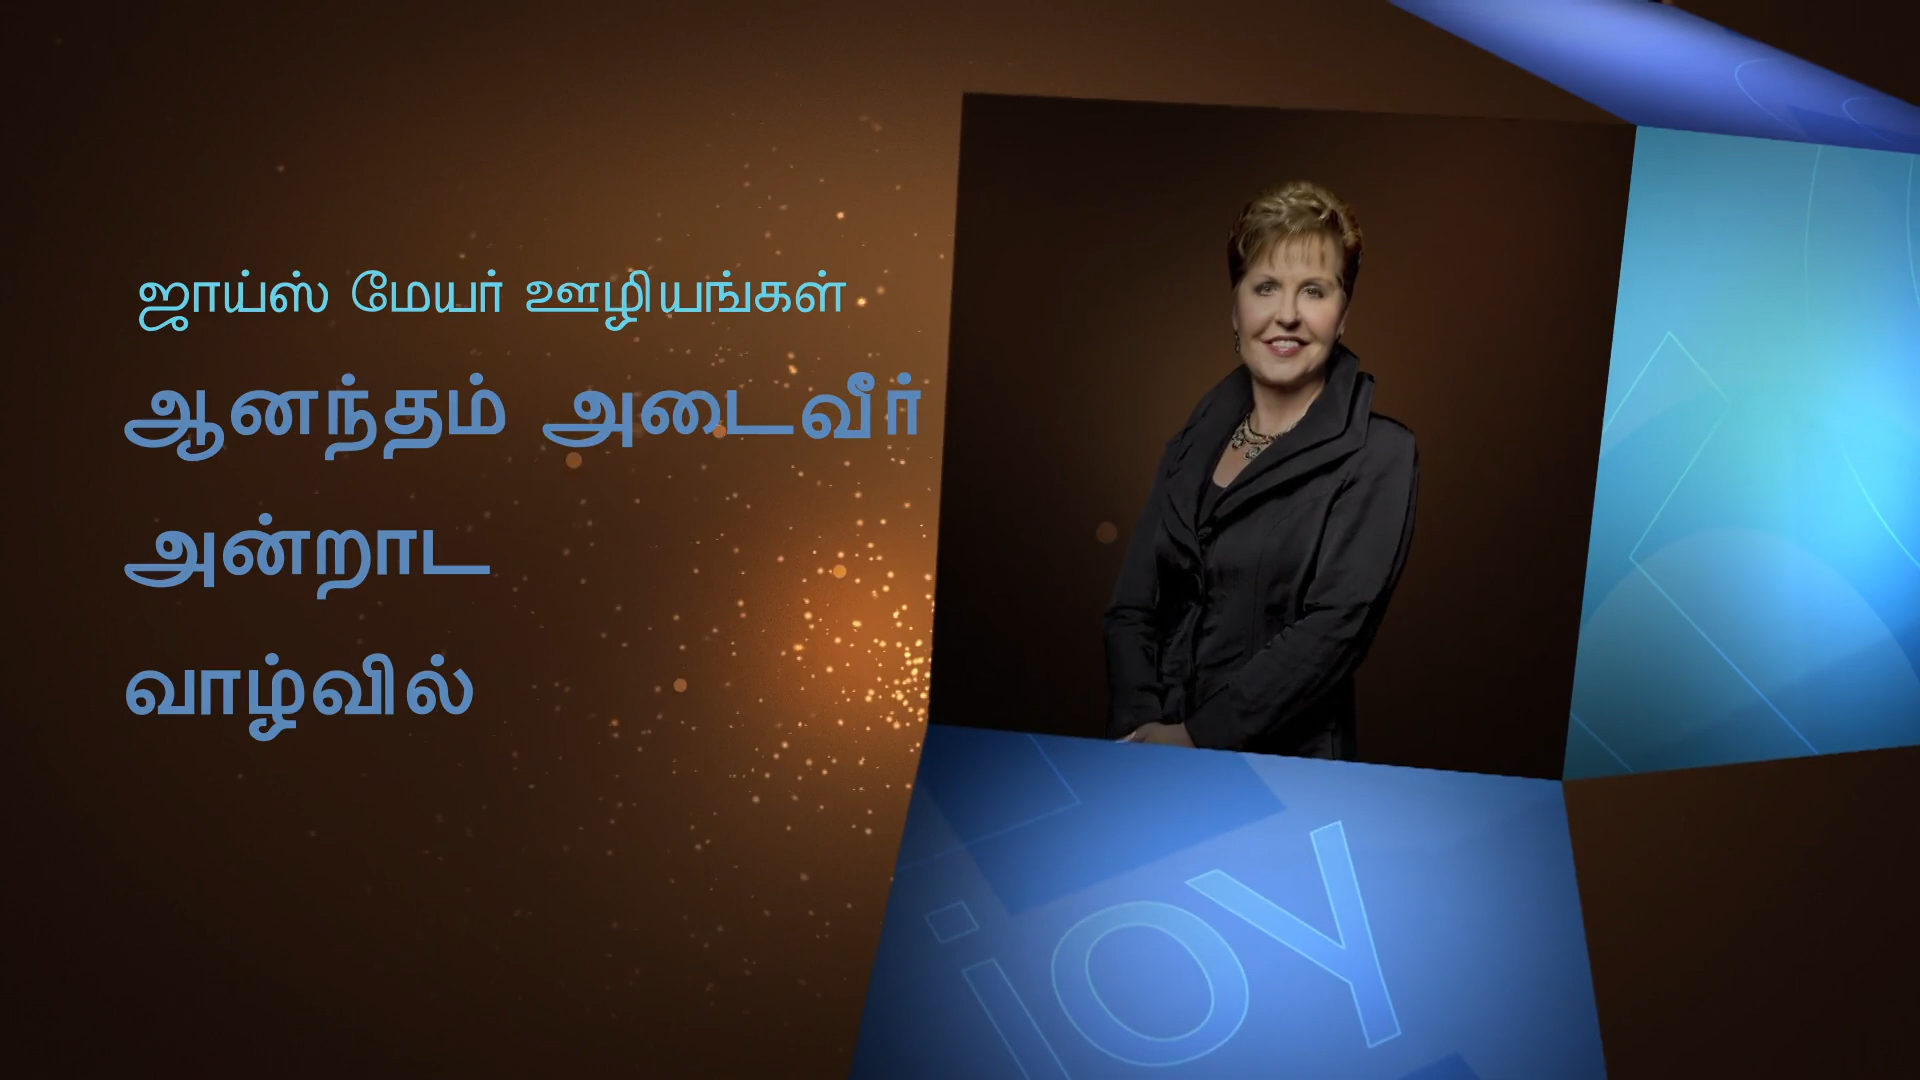 ஜாய்ஸ் மேயர் ஊழியங்கள்
ஆனந்தம் அடைவீர்
அன்றாட
வாழ்வில்
joy